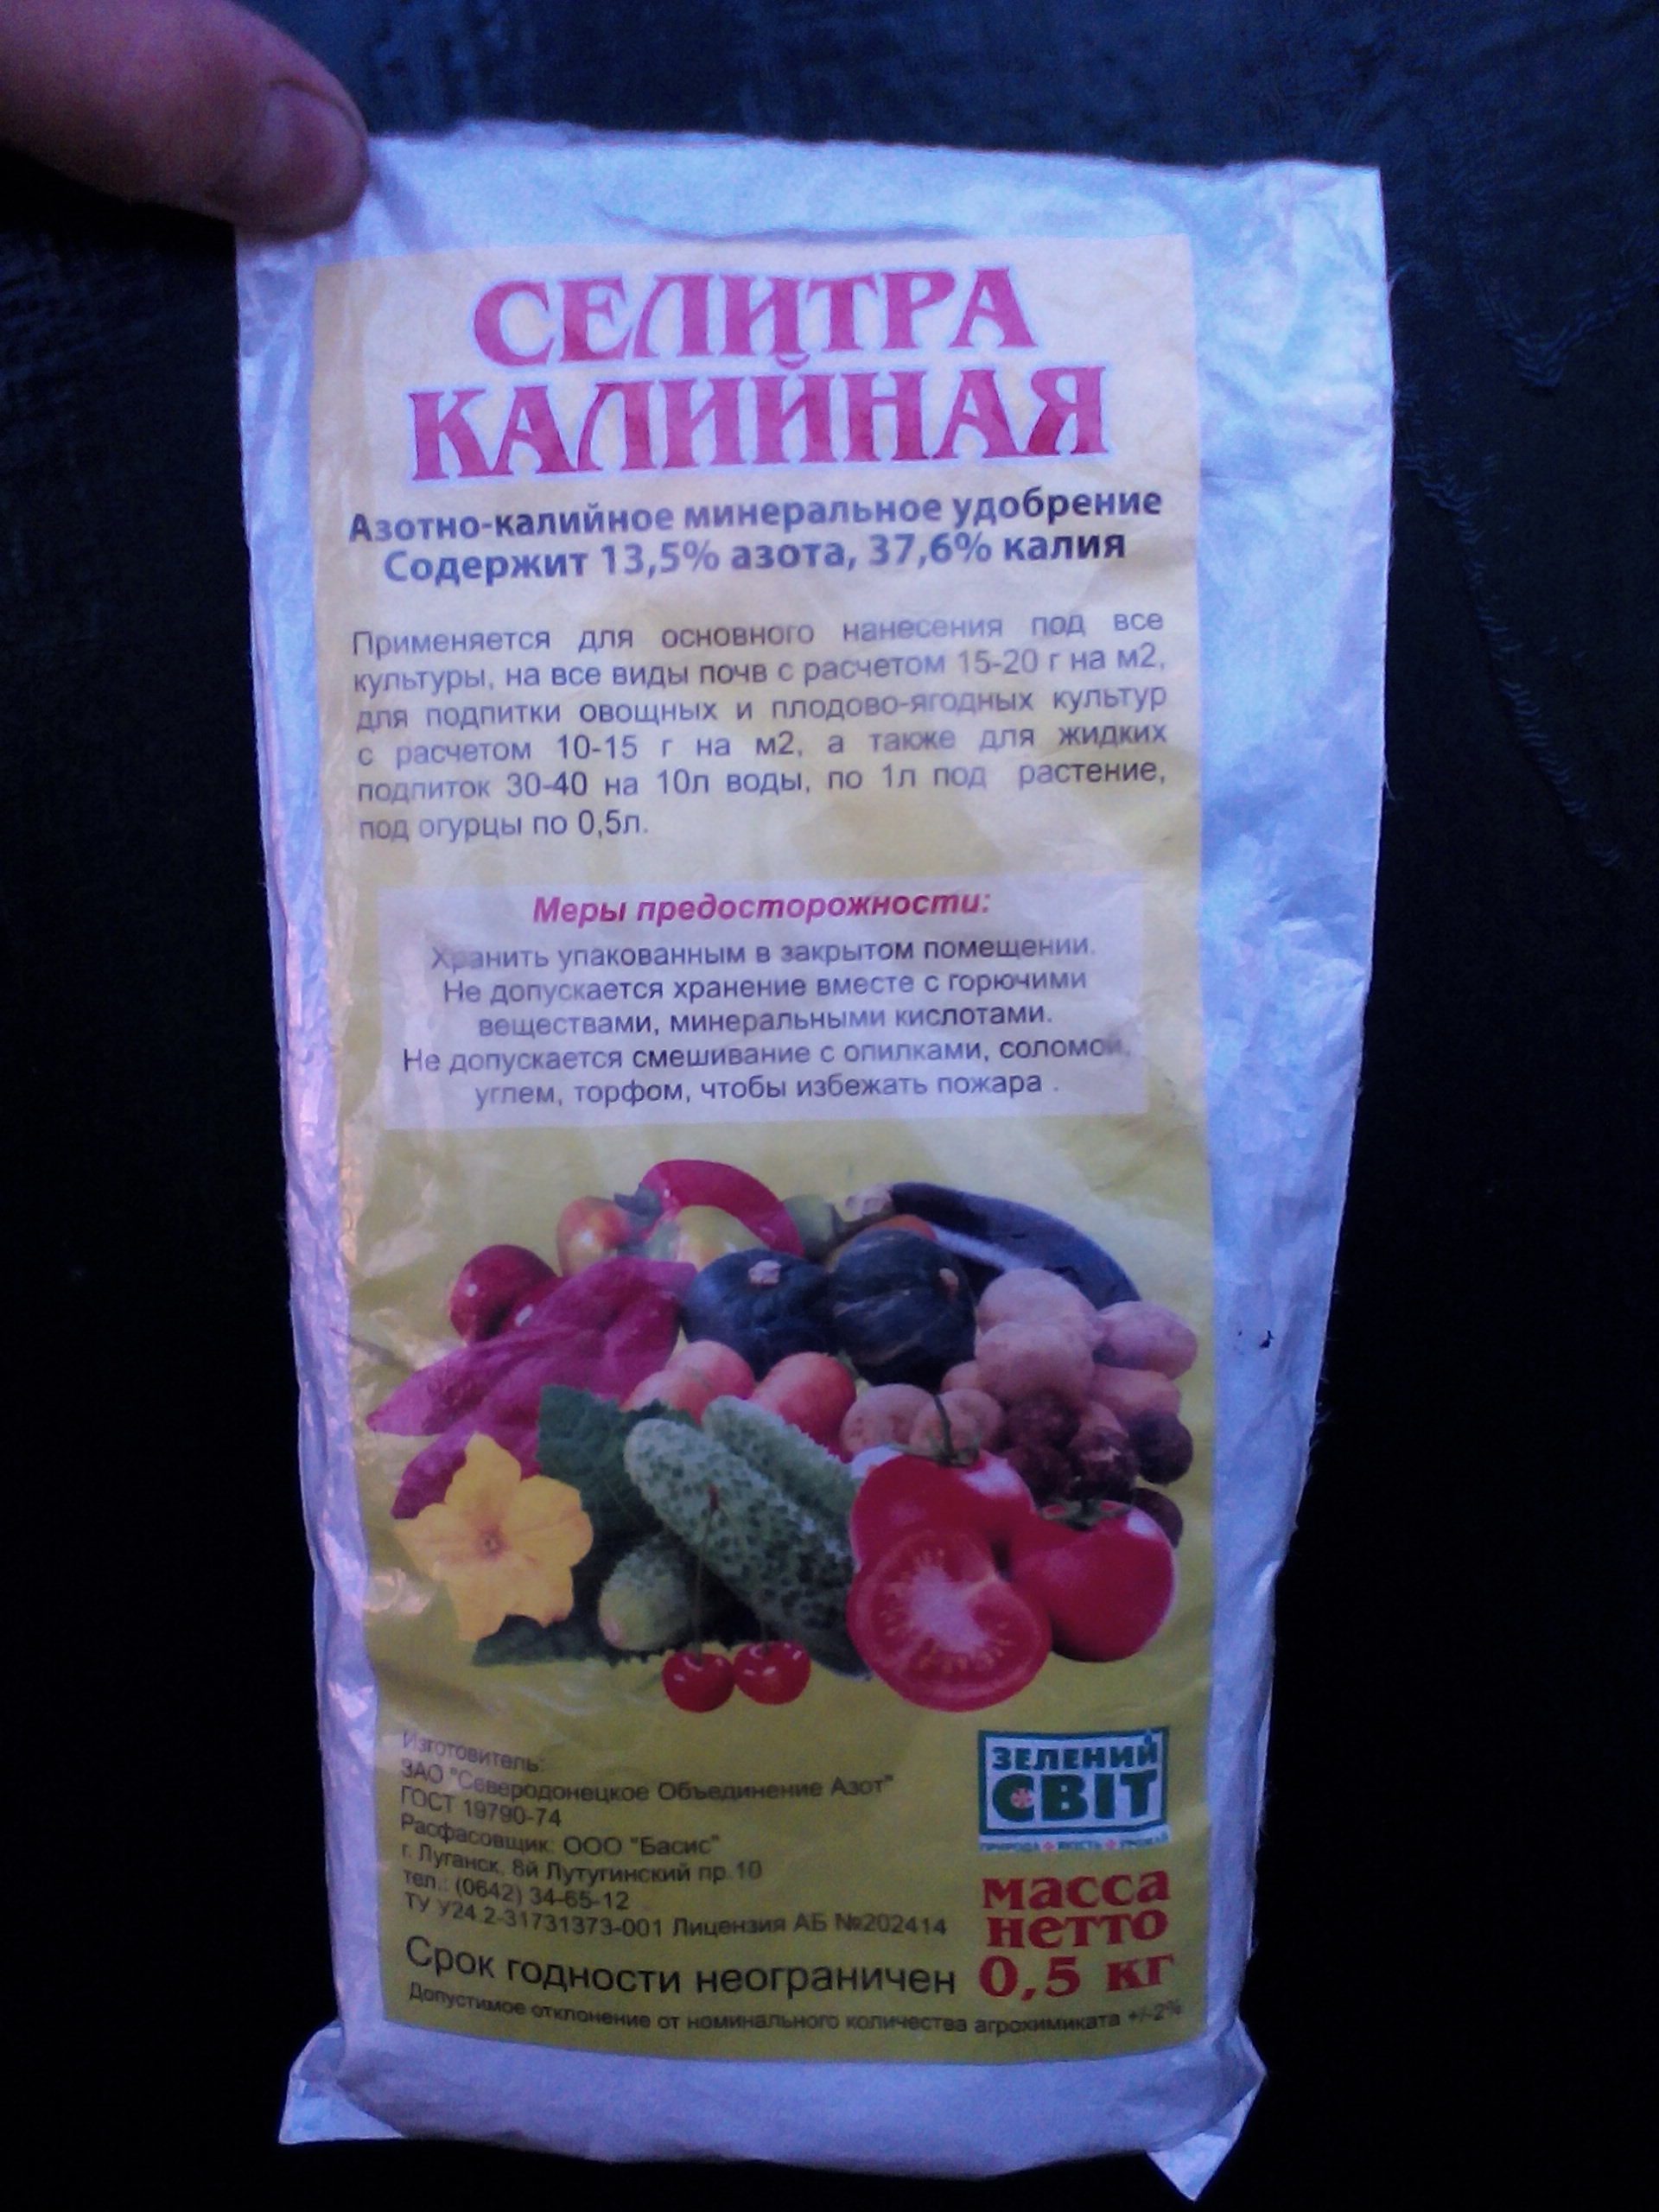 СЕЛИТРА
КАЛИЙНАЯ
Азотно-калийное минеральное удобрение
Содержит 13,5% азота, 37,6% калия
Применяется для основного нанесения под все
культуры, на все виды почв с расчетом 15-20 г на м2,
для подпитки овощных и плодово-ягодных культур
с расчетом 10-15 г на м2, а также для жидких
подпиток 30-40 на 10л воды, по 1л под растение,
под огурцы по 0,5л.
Меры предосторожности:
Хранить упакованным в закрытом помещении.
Не допускается хранение вместе с горючими
веществами, минеральными кислотами.
Не допускается смешивание с опилками, соломой,
углем, торфом, чтобы избежать пожара .
Изготовитель:
ЗАО "Северодонецкое Объединение Азот"
ГОСТ 19790-74
Расфасовщик: ООО "Басис"
г. Луганск, 8й Лутугинский пр.10
тел.: (0642) 34-65-12
ТУ У24.2-31731373-001 Лицензия АБ №202414
Срок годности неограничен
ЗЕЛЕНИЙ
СВІТ
ПРИРОДА ЯКІСТЬ УРОЖАЙ
масса
нетто
0,5 кг
Допустимое отклонение от номинального количества агрохимиката +/-2%